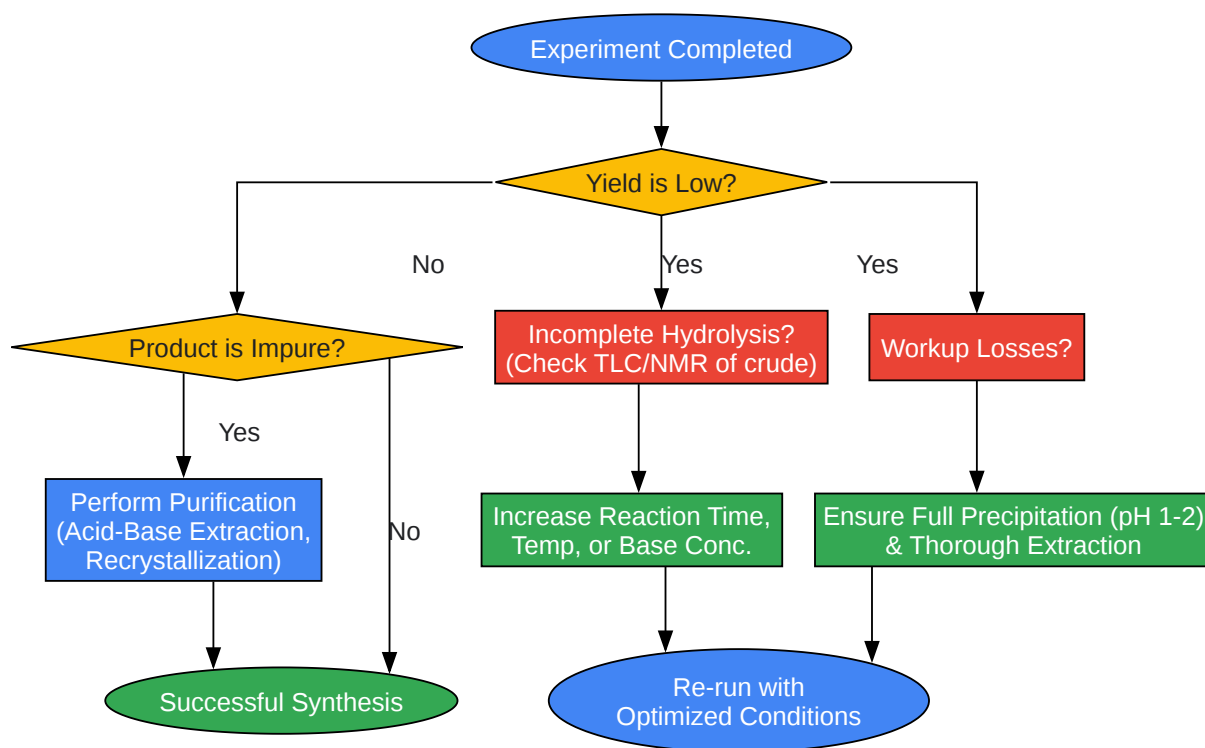 Experiment Completed
Yield is Low?
No
Yes
Yes
Product is Impure?
Incomplete Hydrolysis?
(Check TLC/NMR of crude)
Workup Losses?
Yes
No
Perform Purification
(Acid-Base Extraction,
Recrystallization)
Increase Reaction Time,
Temp, or Base Conc.
Ensure Full Precipitation (pH 1-2)
& Thorough Extraction
Successful Synthesis
Re-run with
Optimized Conditions